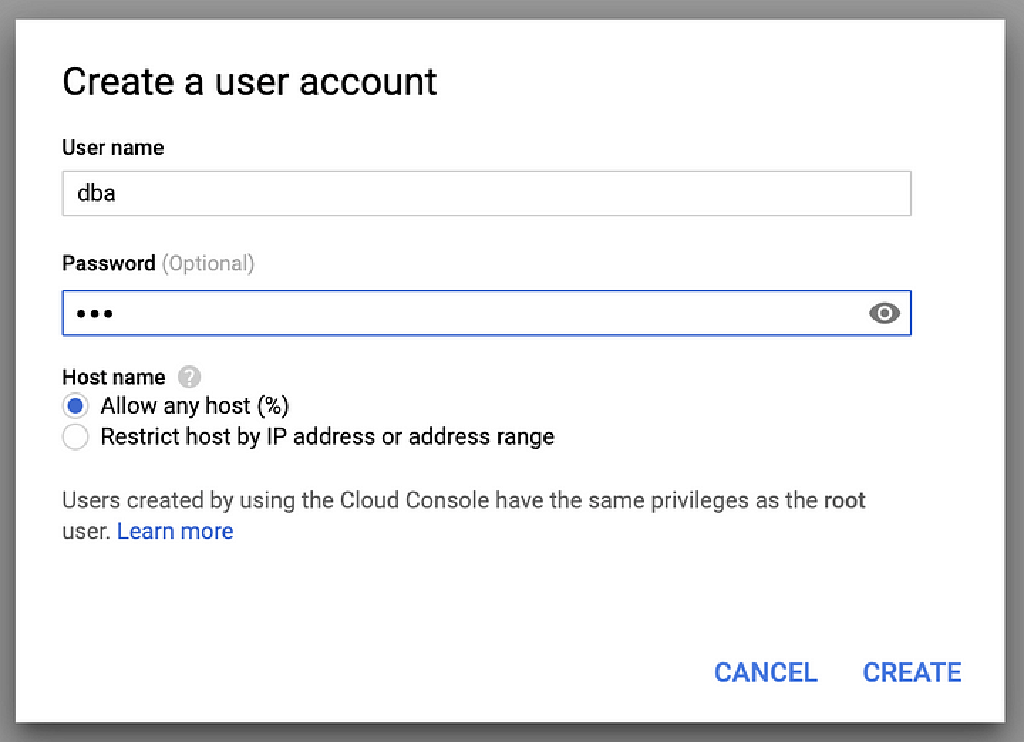 Create a user account
User name
dba
Password (Optional)
•••
Host name ?
Allow any host (%)
Restrict host by IP address or address range
Users created by using the Cloud Console have the same privileges as the root
user. Learn more
CANCEL CREATE